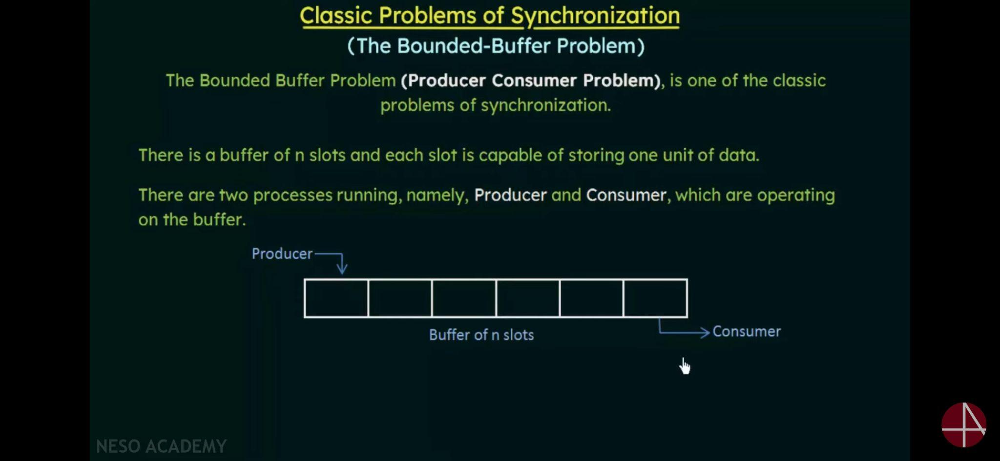 Classic Problems of Synchronization
(The Bounded-Buffer Problem)
The Bounded Buffer Problem (Producer Consumer Problem), is one of the classic
problems of synchronization.
There is a buffer of n slots and each slot is capable of storing one unit of data.
There are two processes running, namely, Producer and Consumer, which are operating
on the buffer.
Producer
Buffer of n slots
Consumer
NESO ACADEMY